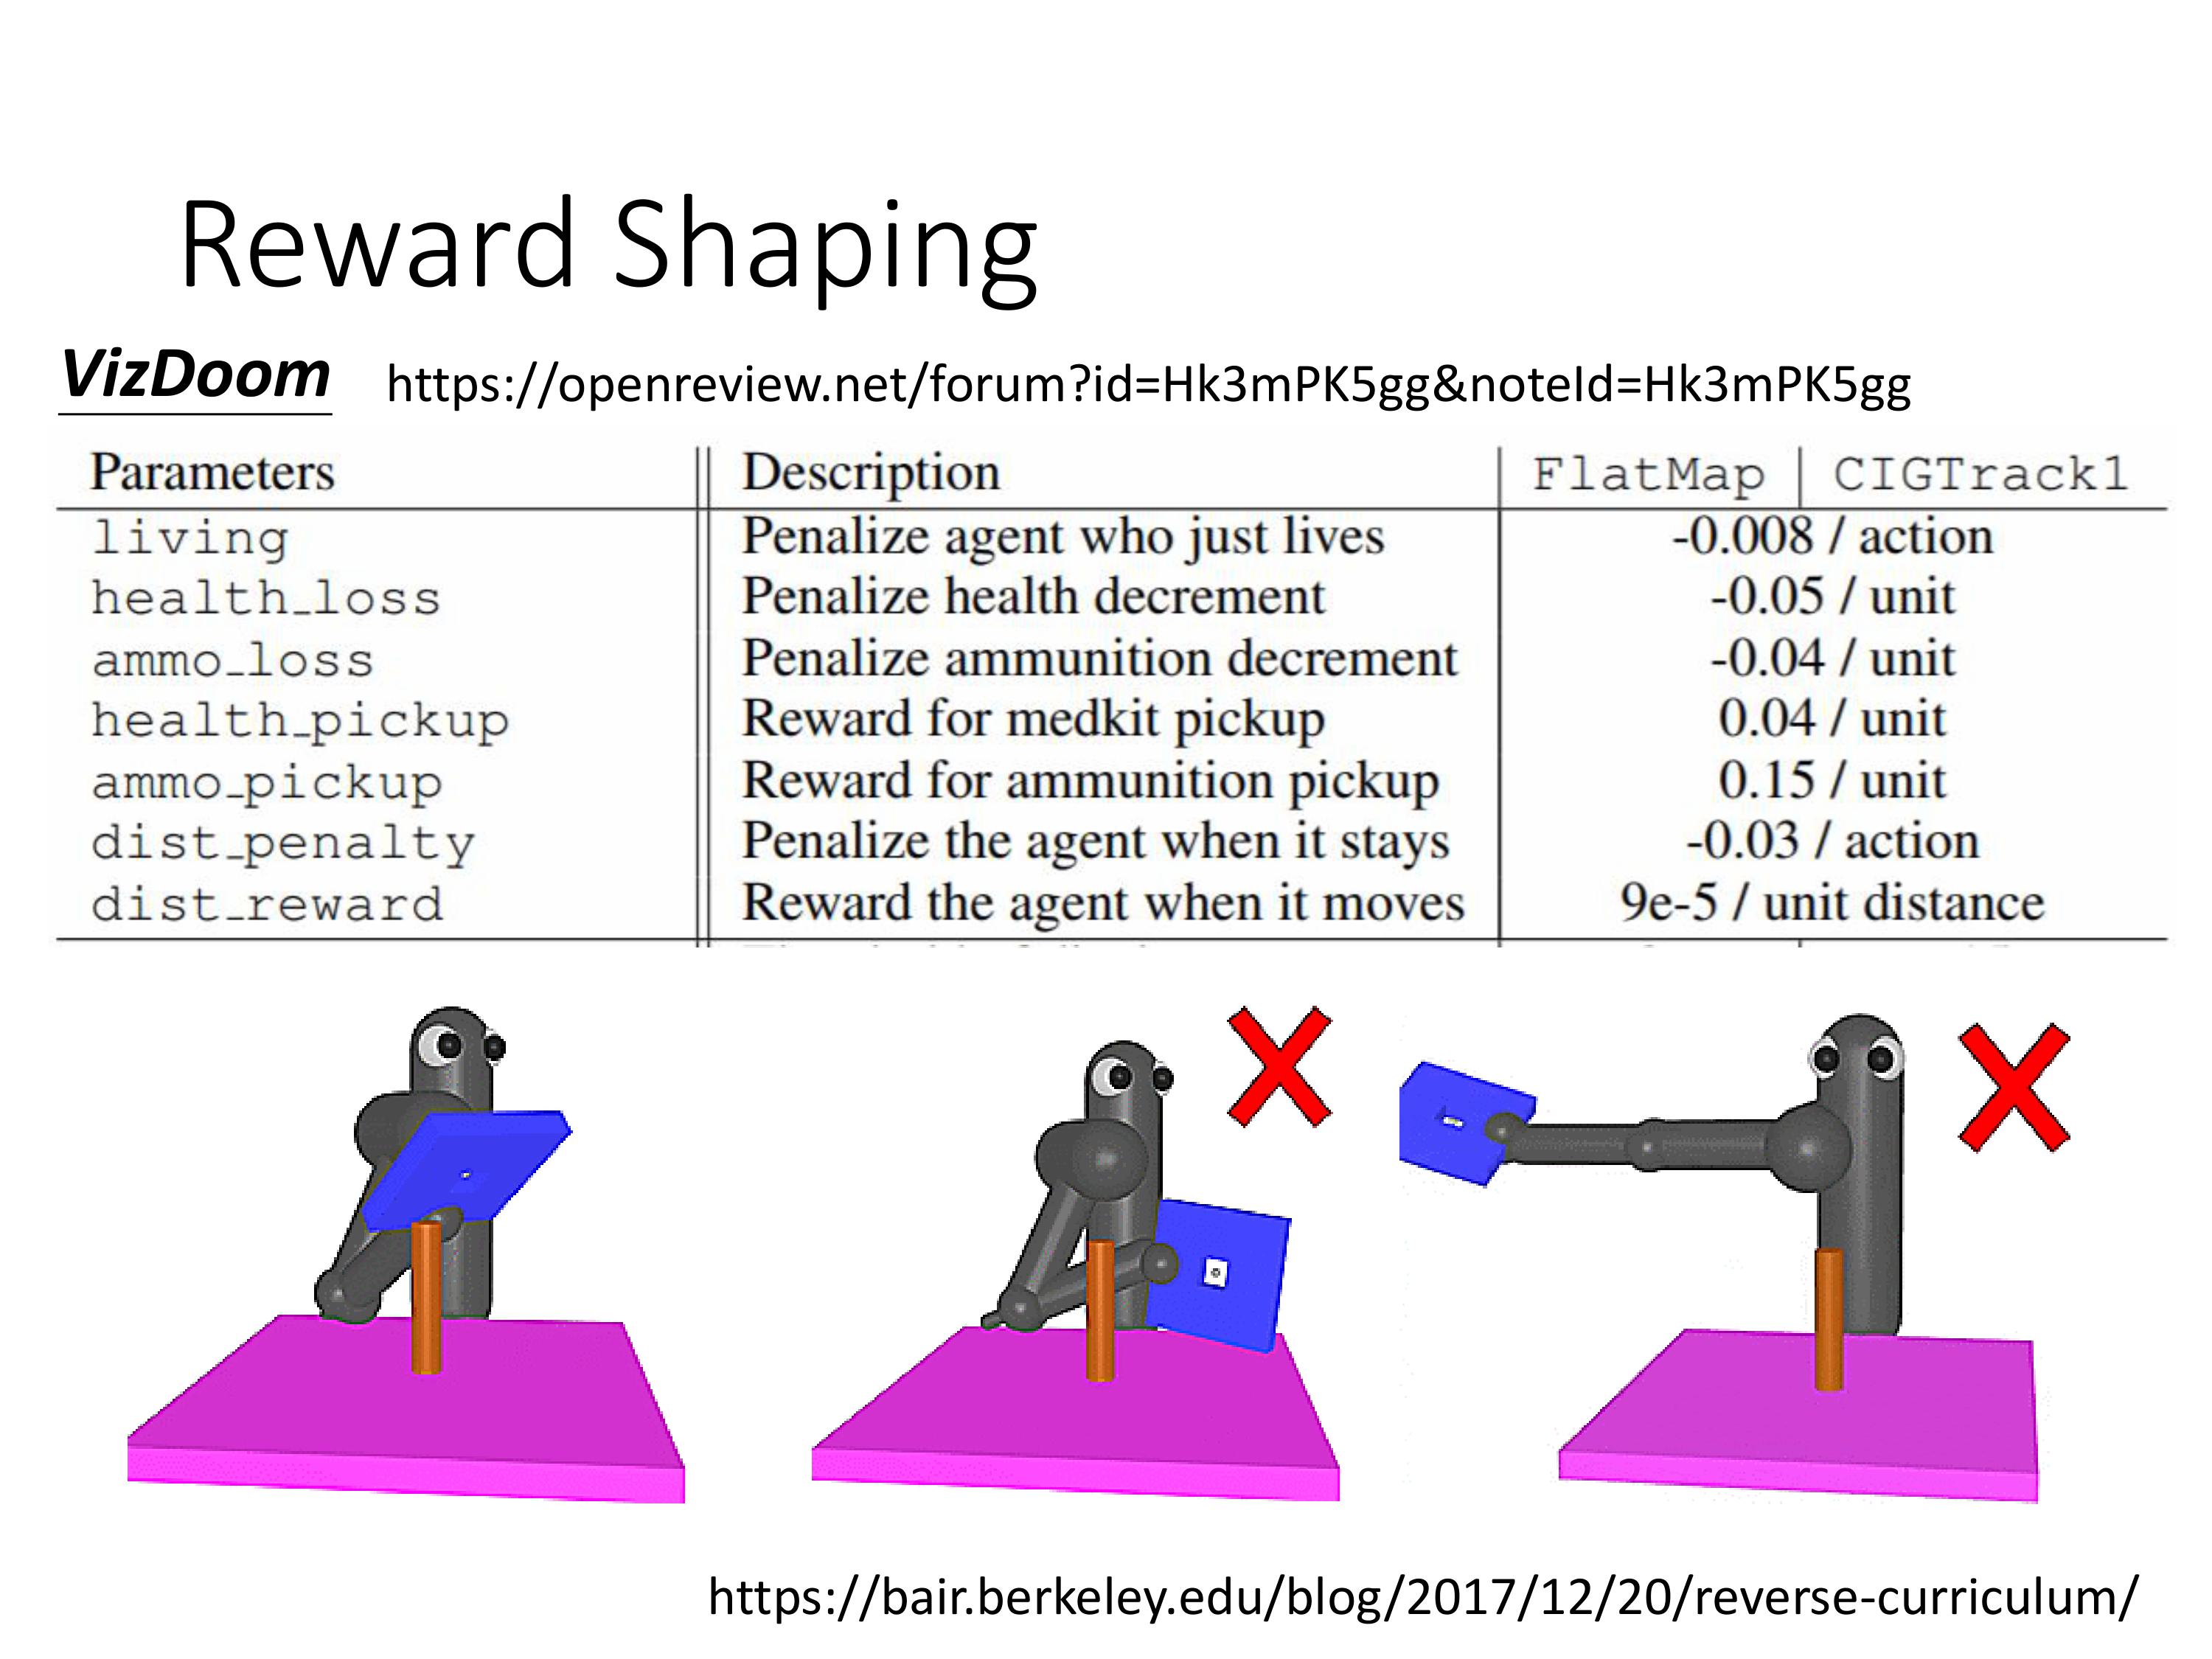 Reward Shaping
VizDoom https://openreview.net/forum?id=Hk3mPK5gg&noteId=Hk3mPK5gg
Parameters Description FlatMap CIGTrack1
living Penalize agent who just lives -0.008 / action
health_loss Penalize health decrement -0.05 / unit
ammo_loss Penalize ammunition decrement -0.04 / unit
health_pickup Reward for medkit pickup 0.04 / unit
ammo_pickup Reward for ammunition pickup 0.15 / unit
dist_penalty Penalize the agent when it stays -0.03 / action
dist_reward Reward the agent when it moves 9e-5 / unit distance
https://bair.berkeley.edu/blog/2017/12/20/reverse-curriculum/